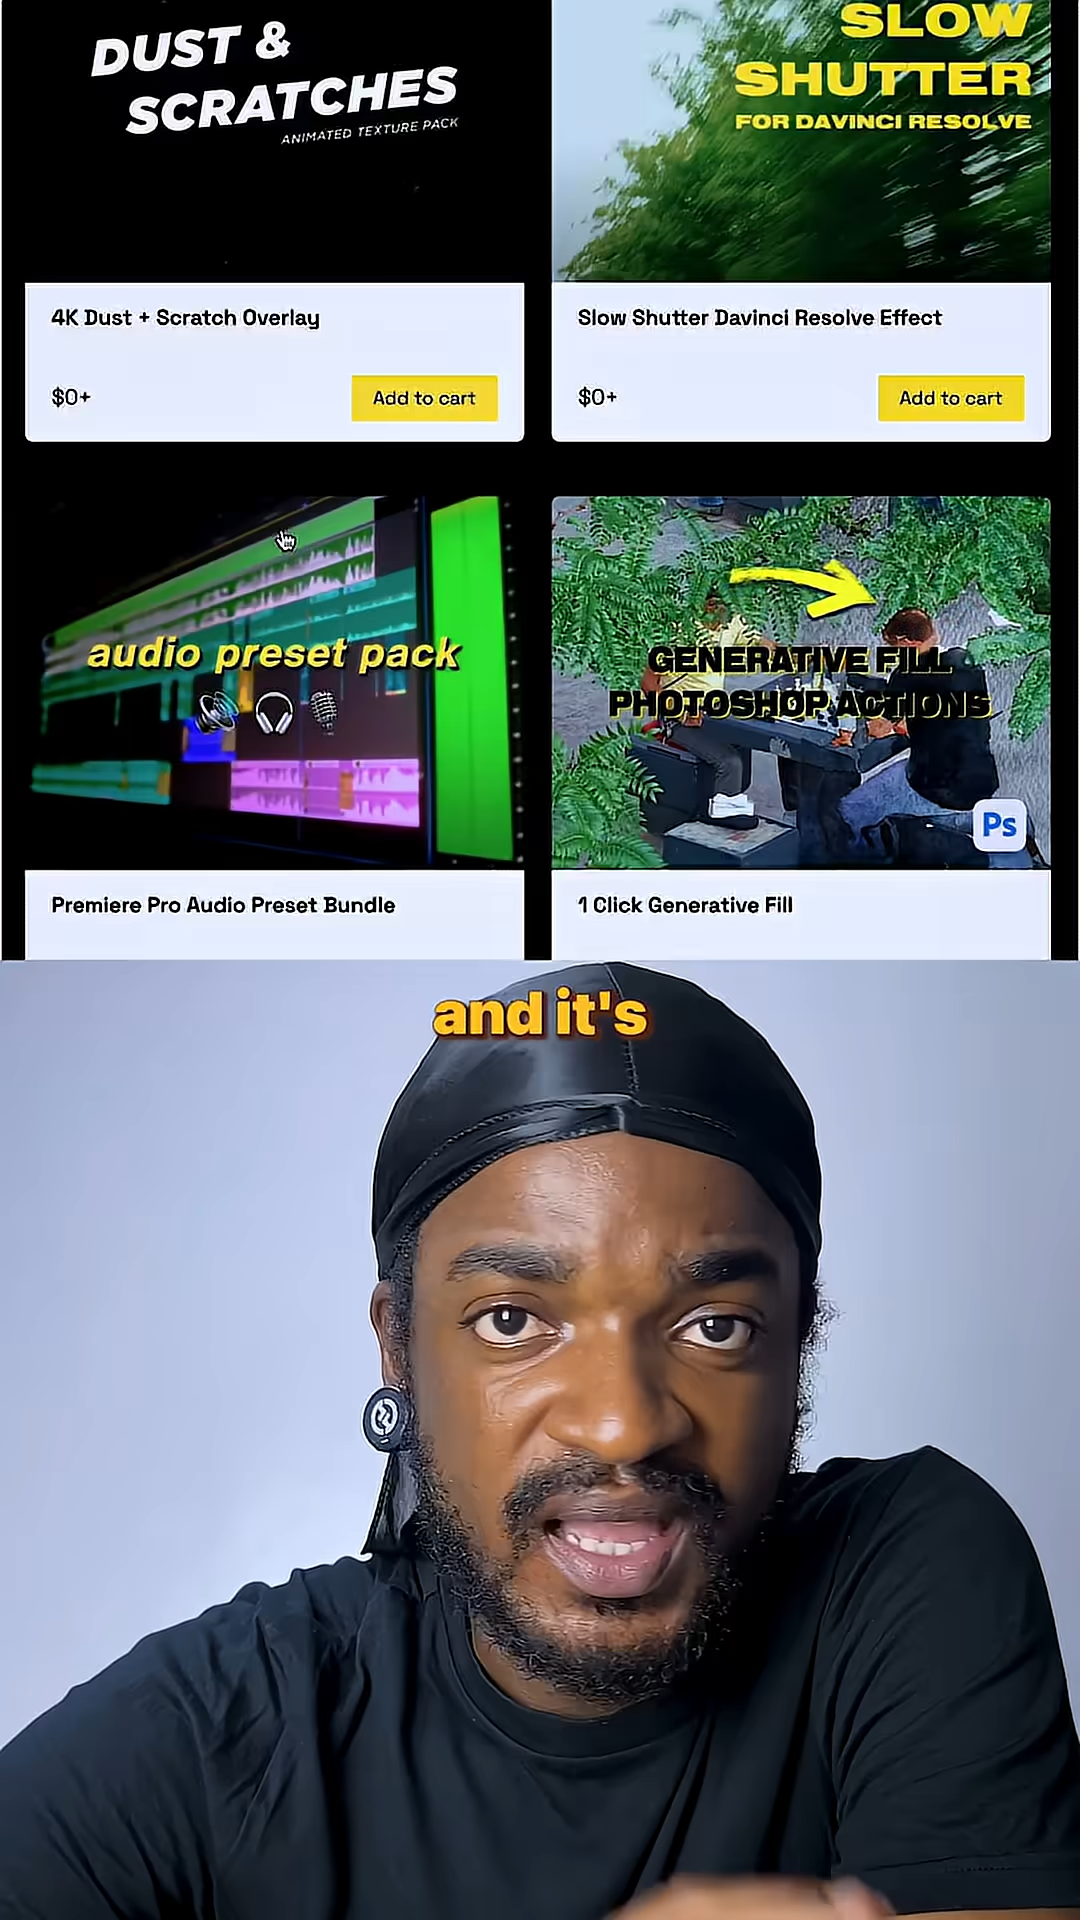 DUST &
SCRATCHES
ANIMATED TEXTURE PACK
SLOW
SHUTTER
FOR DAVINCI RESOLVE
4K Dust + Scratch Overlay
$0+
Add to cart
Slow Shutter Davinci Resolve Effect
$0+
Add to cart
audio preset pack
GENERATIVE FILL
PHOTOSHOP ACTIONS
Ps
Premiere Pro Audio Preset Bundle
1 Click Generative Fill
and it's